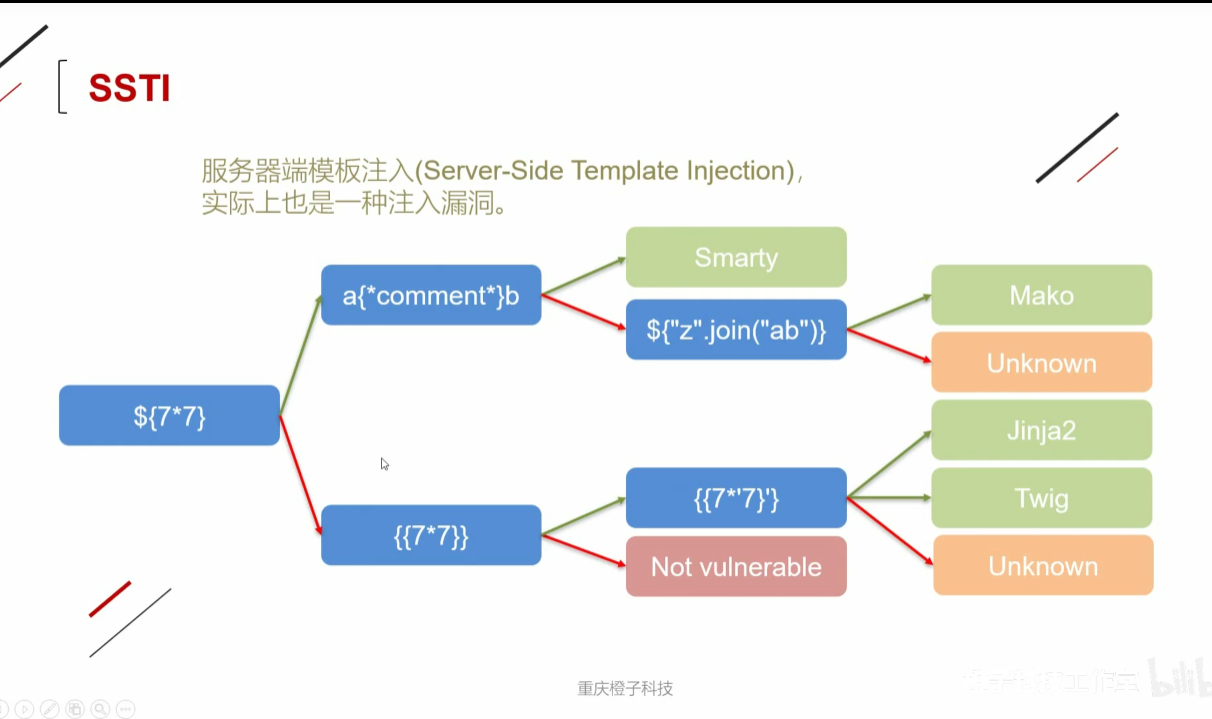 SSTI
服务器端模板注入(Server-Side Template Injection),
实际上也是一种注入漏洞。
${7*7}
a{*comment*}b
Smarty
${"z".join("ab")}
Mako
Unknown
{{7*7}}
{{7*'7}'}
Not vulnerable
Jinja2
Twig
Unknown
重庆橙子科技